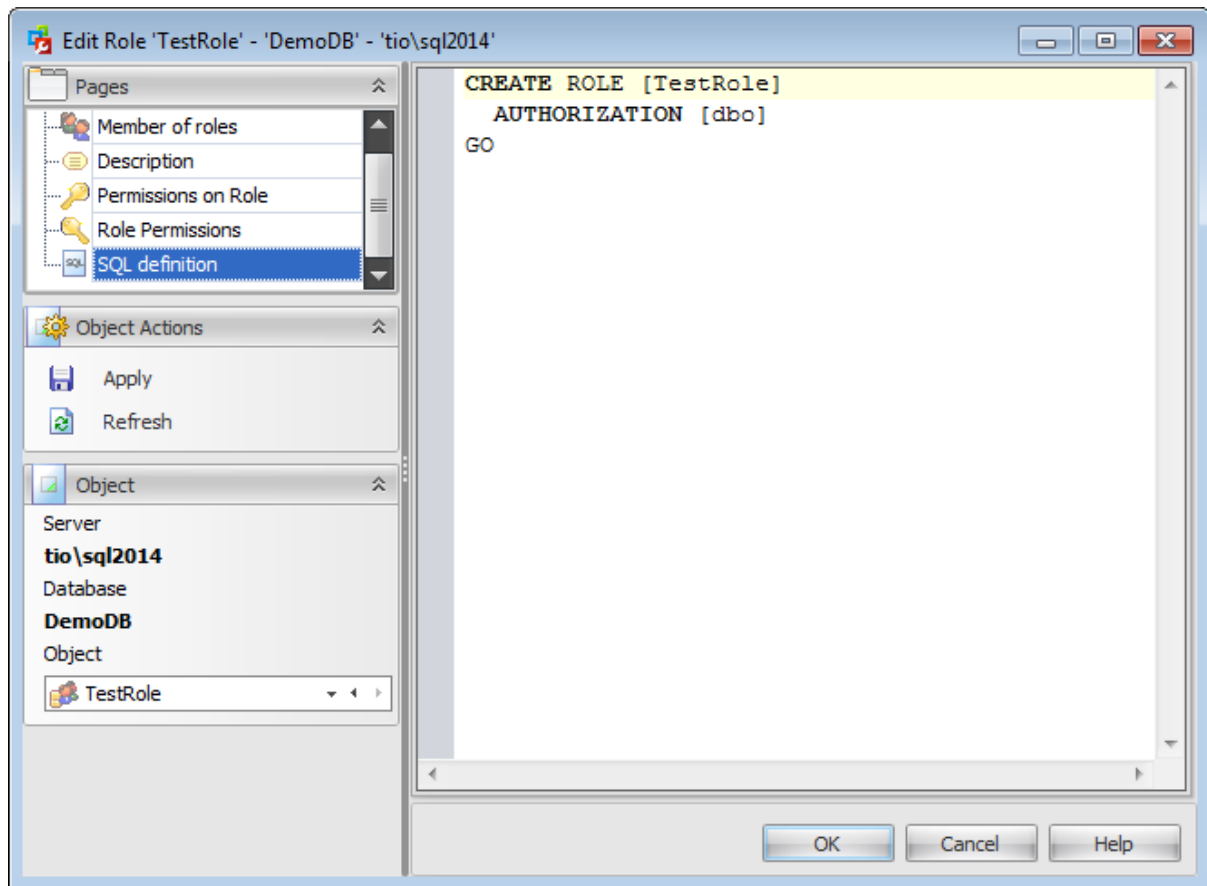 Edit Role 'TestRole' - 'DemoDB' - 'tio\sql2014'
Pages
Member of roles
Description
Permissions on Role
Role Permissions
SQL
SQL definition
Object Actions
Apply
Refresh
Object
Server
tio\sql2014
Database
DemoDB
Object
TestRole
CREATE ROLE [TestRole]
  AUTHORIZATION [dbo]
GO
OK
Cancel
Help